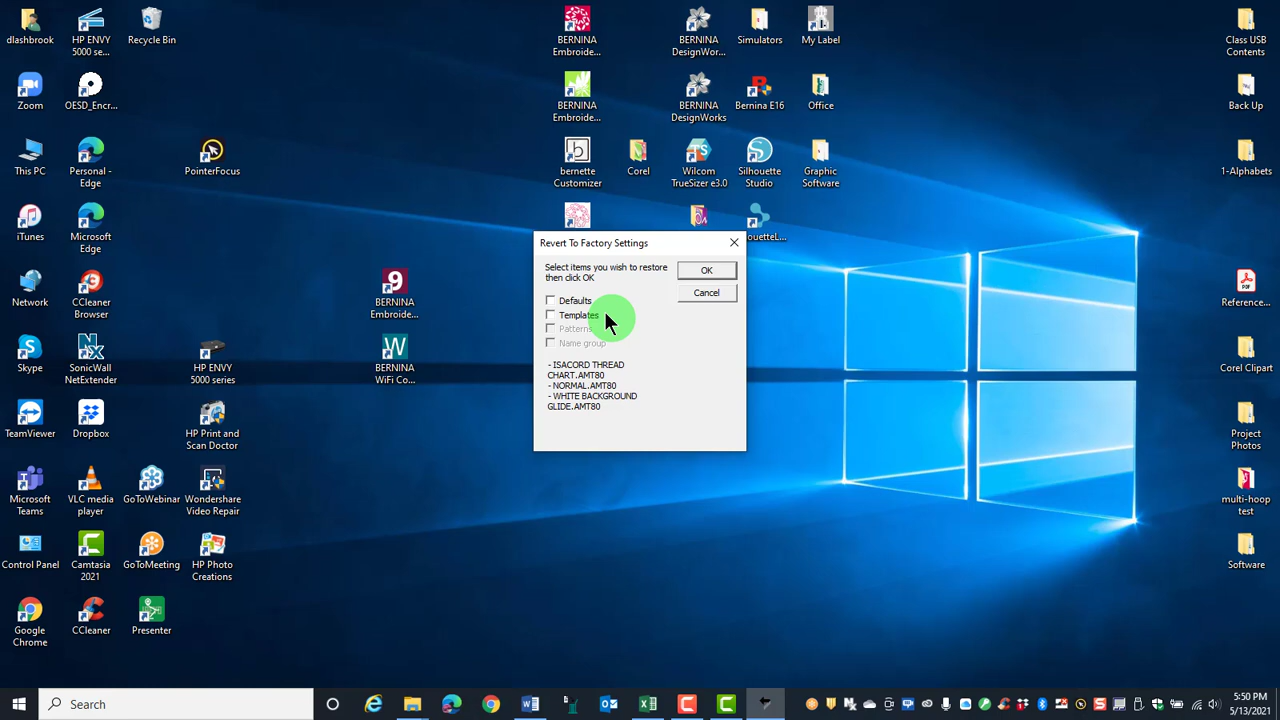 dlashbrook
HP ENVY
5000 se...
Recycle Bin
BERNINA
Embroide...
BERNINA
DesignWor...
Simulators
My Label
Class USB
Contents
Zoom
OESD_Encr...
BERNINA
Embroide...
BERNINA
DesignWorks
Bernina E16
Office
Back Up
This PC
Personal -
Edge
PointerFocus
bernette
Customizer
Corel
Wilcom
TrueSizer e3.0
Silhouette
Studio
Graphic
Software
1-Alphabets
iTunes
Microsoft
Edge
ouetteL...
Revert To Factory Settings
Select items you wish to restore
then click OK
OK
Cancel
Defaults
Templates
Patterns
Name group
- ISACORD THREAD
CHART.AMT80
- NORMAL.AMT80
- WHITE BACKGROUND
GLIDE.AMT80
Network
CCleaner
Browser
BERNINA
Embroide...
Reference...
Skype
SonicWall
NetExtender
HP ENVY
5000 series
BERNINA
WiFi Co...
Corel Clipart
TeamViewer
Dropbox
HP Print and
Scan Doctor
Project
Photos
Microsoft
Teams
VLC media
player
GoToWebinar
Wondershare
Video Repair
multi-hoop
test
Control Panel
Camtasia
2021
GoToMeeting
HP Photo
Creations
Software
Google
Chrome
CCleaner
Presenter
Search
5:50 PM
5/13/2021